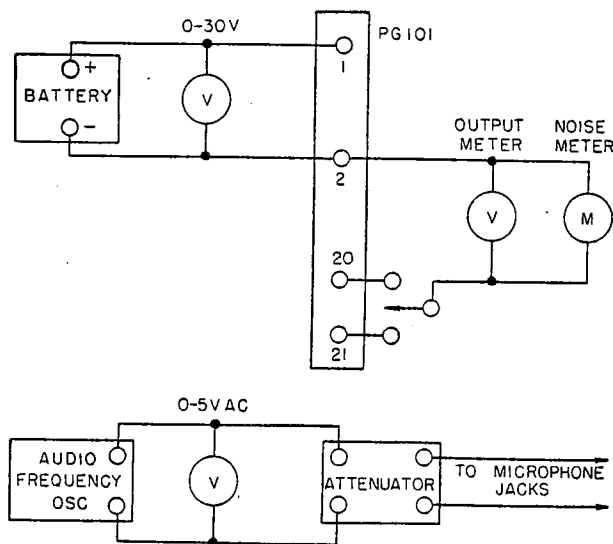 0-30V
PG101
+
BATTERY
-
V
1
2
OUTPUT
METER
NOISE
METER
V
M
20
21
0-5VAC
AUDIO
FREQUENCY
OSC
V
ATTENUATOR
TO MICROPHONE
JACKS